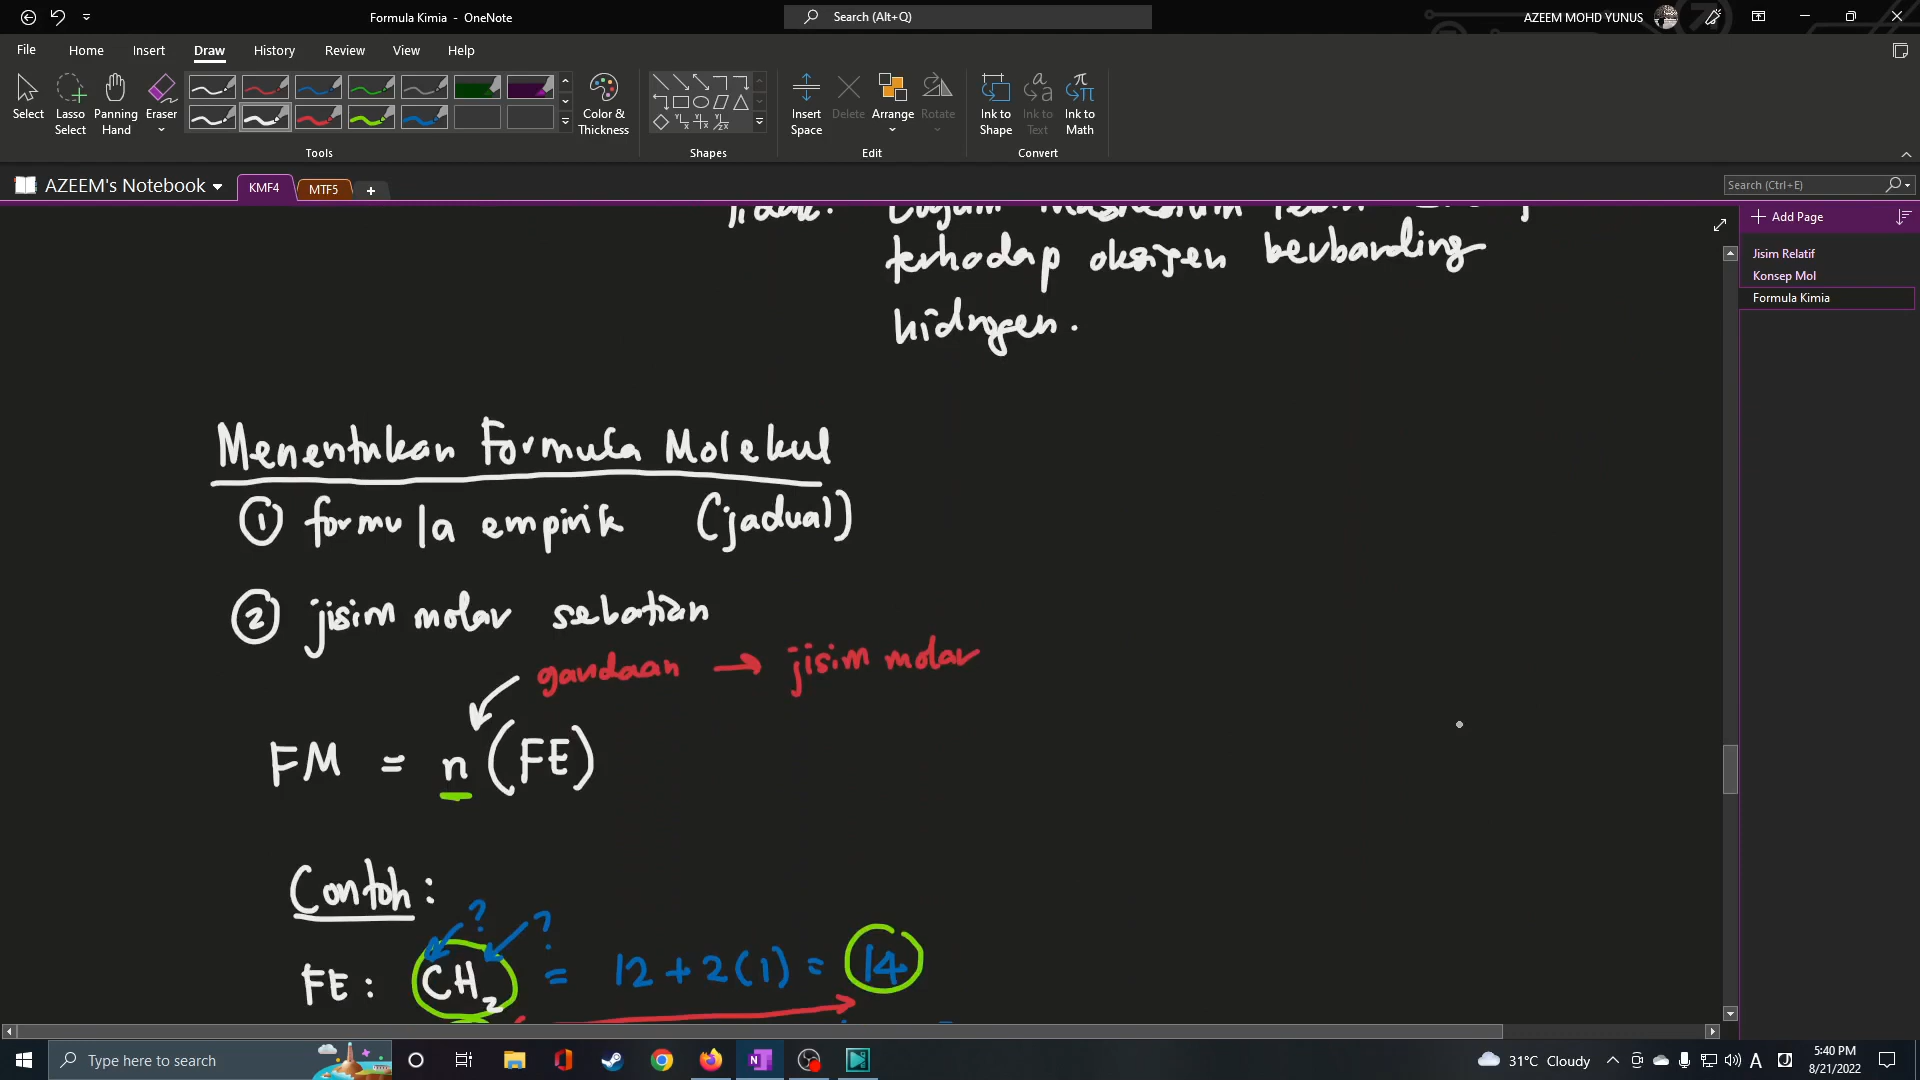 Formula Kimia - OneNote
Search (Alt+Q)
AZEEM MOHD YUNUS
File Home Insert Draw History Review View Help
Select
Lasso Select
Panning Hand
Eraser
Color & Thickness
Insert Space
Delete
Arrange
Rotate
Ink to Shape
Ink to Text
Ink to Math
Tools Shapes Edit Convert
AZEEM's Notebook KMF4 MTF5
Search (Ctrl+E)
Add Page
Jisim Relatif
Konsep Mol
Formula Kimia
terhadap oksijen berbanding
hidrogen.
Menentukan Formula Molekul
① formula empirik (jadual)
② jisim molar sebatian
gandaan → jisim molar
FM = n (FE)
Contoh:
? ?
FE: CH₂ = 12 + 2(1) = 14
Type here to search
31°C Cloudy
5:40 PM
8/21/2022